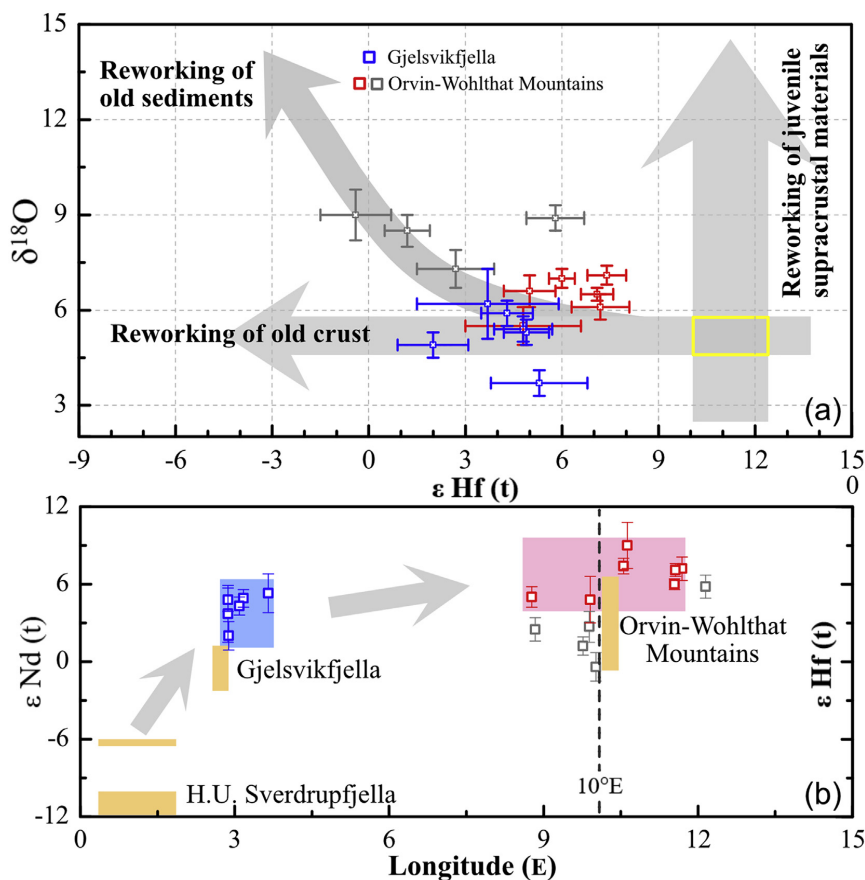 15
12
9
6
3
δ¹⁸O
Gjelsvikfjella
Orvin-Wohlthat Mountains
Reworking of
old sediments
Reworking of juvenile
supracrustal materials
Reworking of old crust
(a)
-9 -6 -3 0 3 6 9 12 15
0
ε Hf (t)
12
6
0
-6
-12
ε Nd (t)
Gjelsvikfjella
Orvin-Wohlthat
Mountains
H.U. Sverdrupfjella
10°E
ε Hf (t)
(b)
0 3 6 9 12 15
Longitude (E)